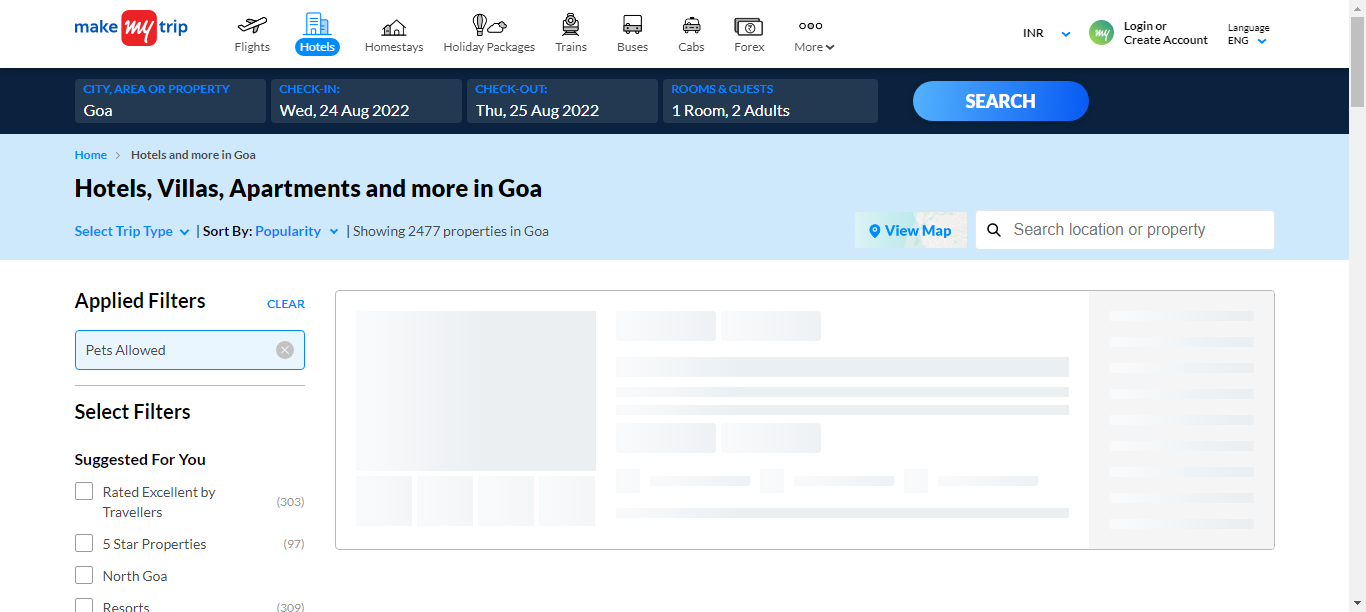 make my trip
Flights
Hotels
Homestays
Holiday Packages
Trains
Buses
Cabs
Forex
More
INR
my
Login or
Create Account
Language
ENG
CITY, AREA OR PROPERTY
Goa
CHECK-IN:
Wed, 24 Aug 2022
CHECK-OUT:
Thu, 25 Aug 2022
ROOMS & GUESTS
1 Room, 2 Adults
SEARCH
Home > Hotels and more in Goa
Hotels, Villas, Apartments and more in Goa
Select Trip Type | Sort By: Popularity | Showing 2477 properties in Goa
View Map
Search location or property
Applied Filters
CLEAR
Pets Allowed
Select Filters
Suggested For You
Rated Excellent by
Travellers
(303)
5 Star Properties (97)
North Goa
Resorts (309)